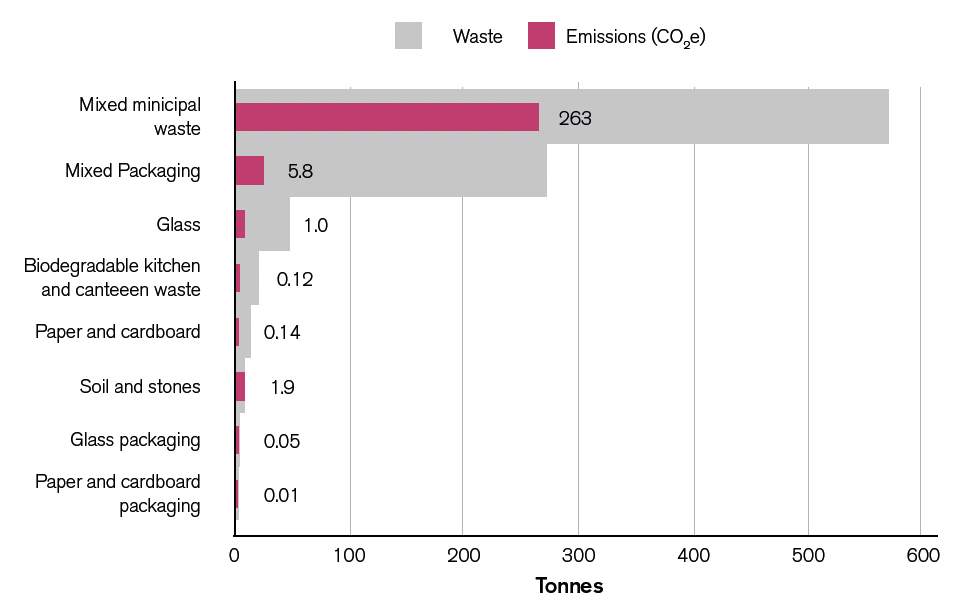 Waste
Emissions (CO₂e)
Mixed minicipal
waste
263
Mixed Packaging
5.8
Glass
1.0
Biodegradable kitchen
and canteeen waste
0.12
Paper and cardboard
0.14
Soil and stones
1.9
Glass packaging
0.05
Paper and cardboard
packaging
0.01
0 100 200 300 400 500 600
Tonnes